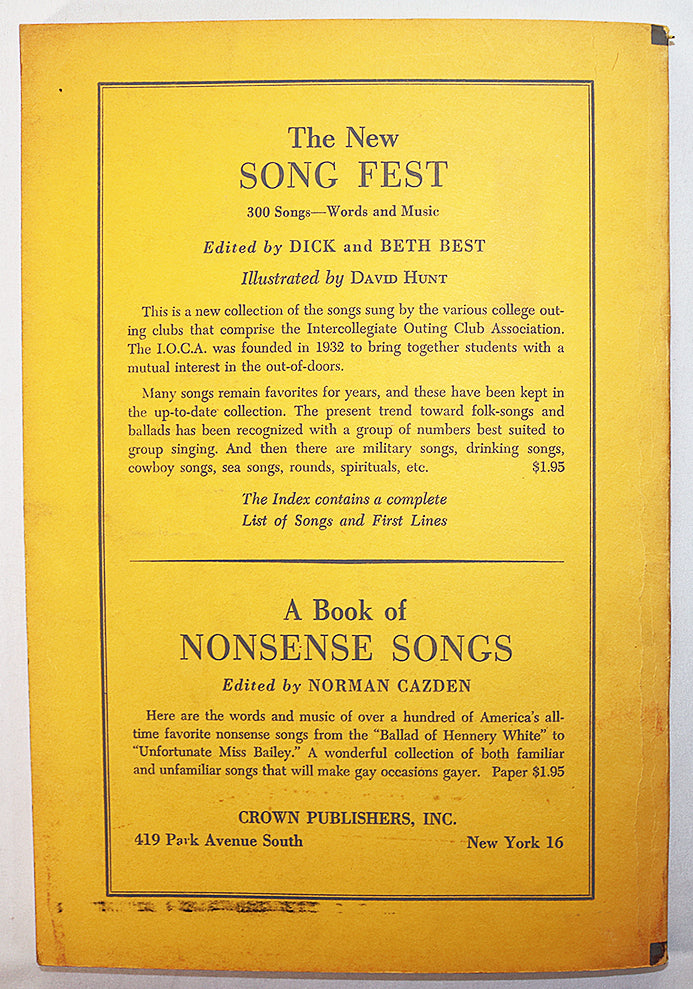 The New
SONG FEST
300 Songs—Words and Music
Edited by DICK and BETH BEST
Illustrated by DAVID HUNT
This is a new collection of the songs sung by the various college out-
ing clubs that comprise the Intercollegiate Outing Club Association.
The I.O.C.A. was founded in 1932 to bring together students with a
mutual interest in the out-of-doors.
Many songs remain favorites for years, and these have been kept in
the up-to-date collection. The present trend toward folk-songs and
ballads has been recognized with a group of numbers best suited to
group singing. And then there are military songs, drinking songs,
cowboy songs, sea songs, rounds, spirituals, etc. $1.95
The Index contains a complete
List of Songs and First Lines
A Book of
NONSENSE SONGS
Edited by NORMAN CAZDEN
Here are the words and music of over a hundred of America's all-
time favorite nonsense songs from the "Ballad of Hennery White" to
"Unfortunate Miss Bailey." A wonderful collection of both familiar
and unfamiliar songs that will make gay occasions gayer. Paper $1.95
CROWN PUBLISHERS, INC.
419 Park Avenue South New York 16